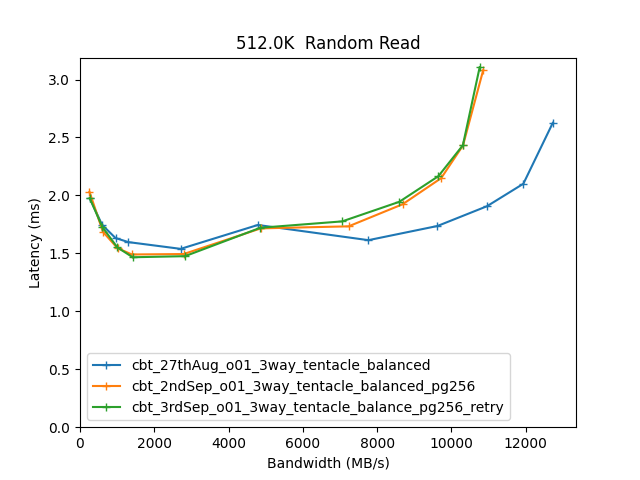 512.0K  Random Read
Latency (ms)
3.0
2.5
2.0
1.5
1.0
0.5
0.0
cbt_27thAug_o01_3way_tentacle_balanced
cbt_2ndSep_o01_3way_tentacle_balanced_pg256
cbt_3rdSep_o01_3way_tentacle_balance_pg256_retry
0 2000 4000 6000 8000 10000 12000
Bandwidth (MB/s)